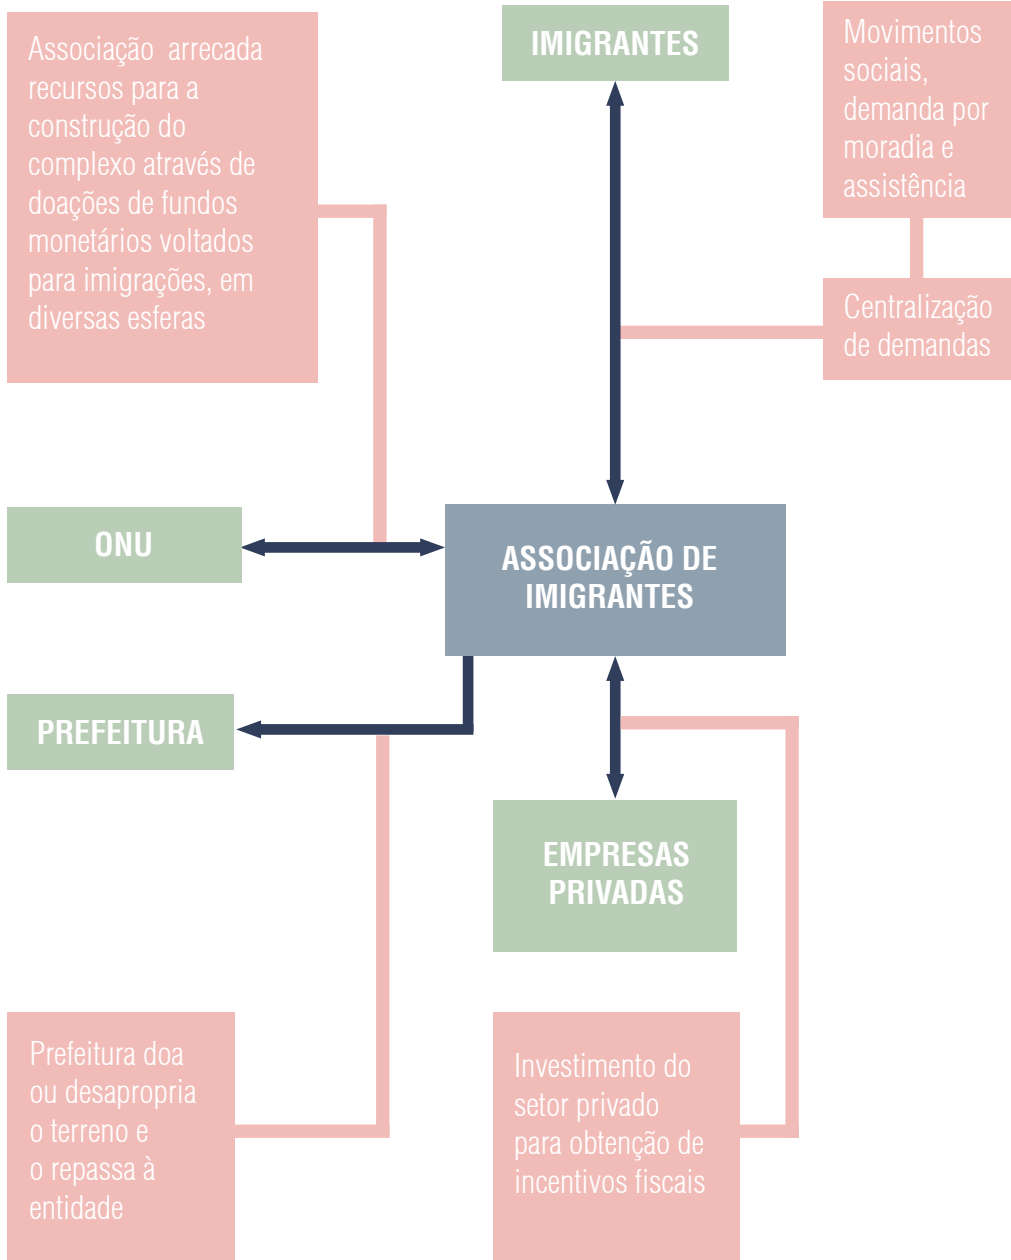 Associação arrecada
recursos para a
construção do
complexo através de
doações de fundos
monetários voltados
para imigrações, em
diversas esferas
IMIGRANTES
Movimentos
sociais,
demanda por
moradia e
assistência
Centralização
de demandas
ONU
ASSOCIAÇÃO DE
IMIGRANTES
PREFEITURA
EMPRESAS
PRIVADAS
Prefeitura doa
ou desapropria
o terreno e
o repassa à
entidade
Investimento do
setor privado
para obtenção de
incentivos fiscais